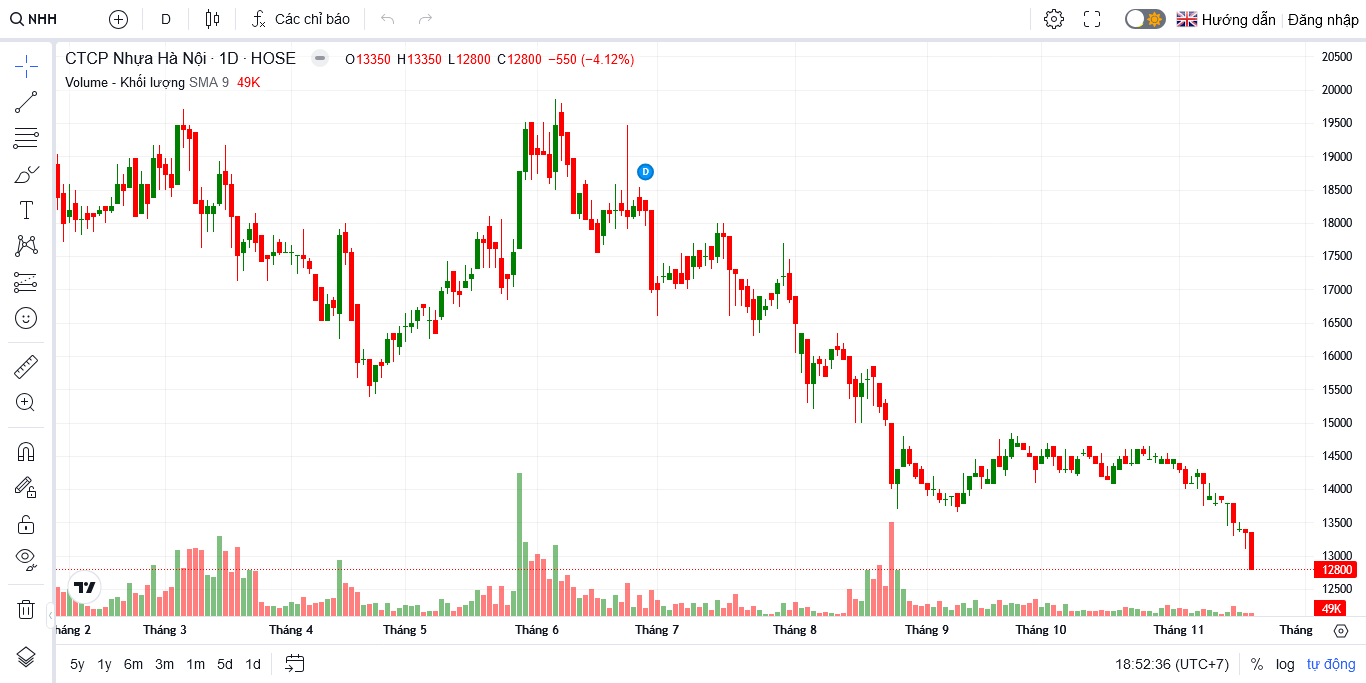 NHH
D
Các chỉ báo
Hướng dẫn
Đăng nhập
CTCP Nhựa Hà Nội · 1D · HOSE
O13350 H13350 L12800 C12800 −550 (−4.12%)
Volume - Khối lượng SMA 9 49K
D
20500
20000
19500
19000
18500
18000
17500
17000
16500
16000
15500
15000
14500
14000
13500
13000
12800
12500
49K
háng 2 Tháng 3 Tháng 4 Tháng 5 Tháng 6 Tháng 7 Tháng 8 Tháng 9 Tháng 10 Tháng 11 Tháng
5y 1y 6m 3m 1m 5d 1d
18:52:36 (UTC+7) % log tự động